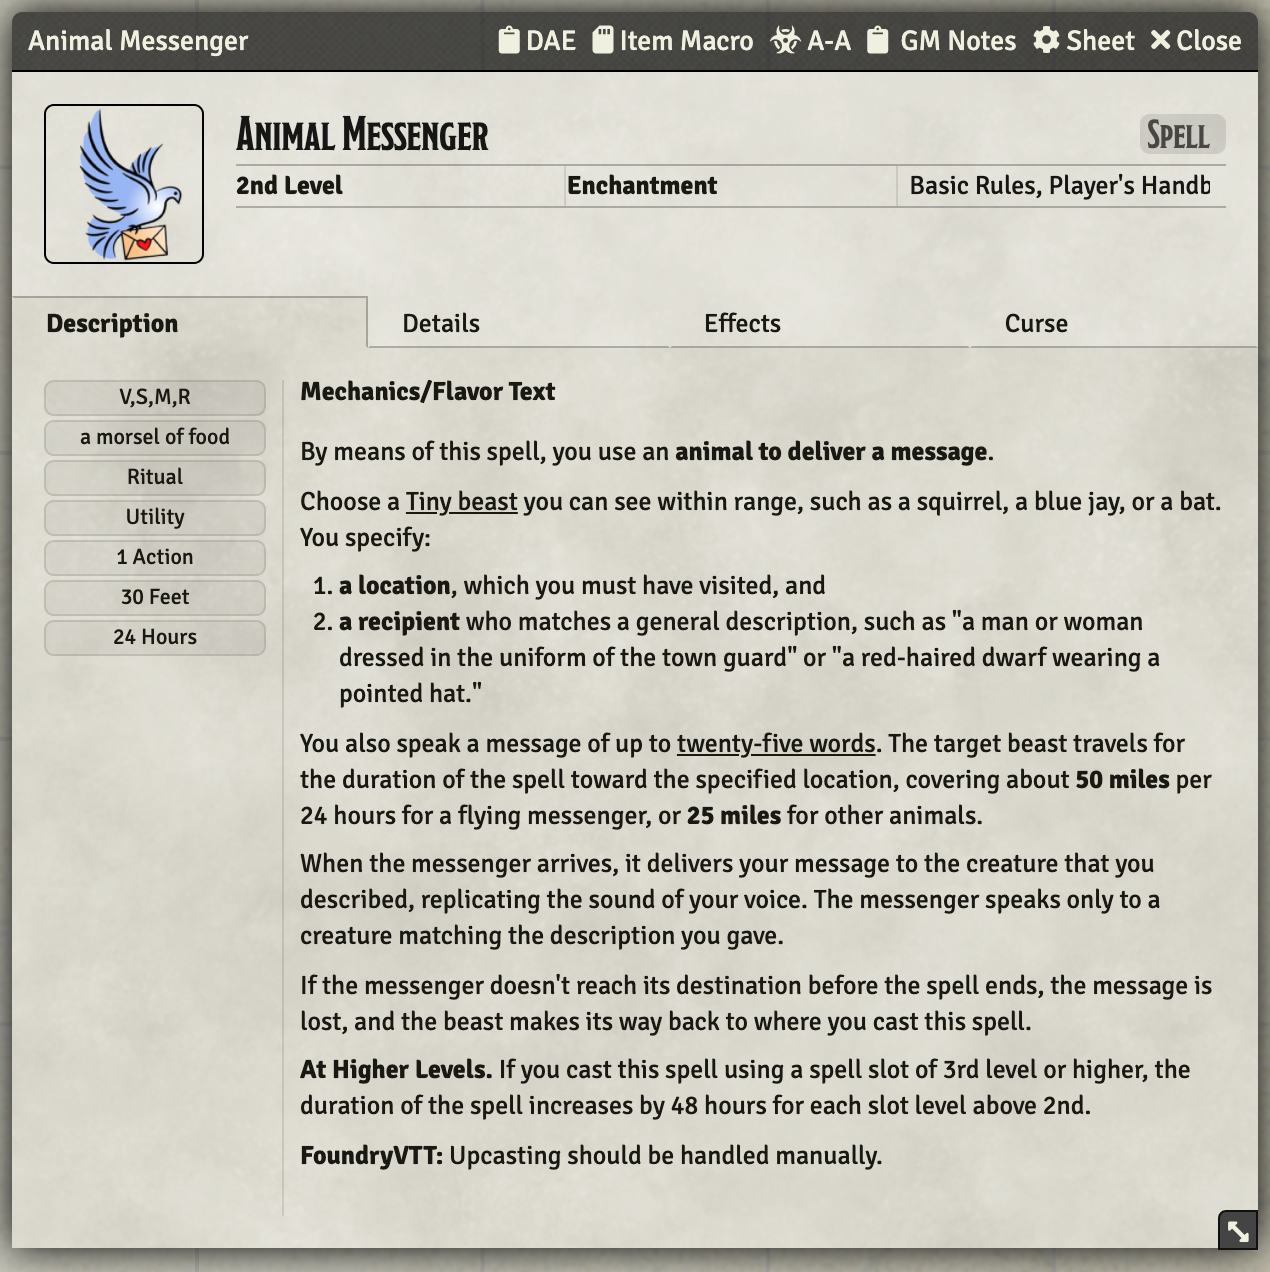 Animal Messenger DAE Item Macro A-A GM Notes Sheet Close
Animal Messenger Spell
2nd Level Enchantment Basic Rules, Player's Handb
Description Details Effects Curse
V,S,M,R
a morsel of food
Ritual
Utility
1 Action
30 Feet
24 Hours
Mechanics/Flavor Text
By means of this spell, you use an animal to deliver a message.
Choose a Tiny beast you can see within range, such as a squirrel, a blue jay, or a bat.
You specify:
1. a location, which you must have visited, and
2. a recipient who matches a general description, such as "a man or woman
dressed in the uniform of the town guard" or "a red-haired dwarf wearing a
pointed hat."
You also speak a message of up to twenty-five words. The target beast travels for
the duration of the spell toward the specified location, covering about 50 miles per
24 hours for a flying messenger, or 25 miles for other animals.
When the messenger arrives, it delivers your message to the creature that you
described, replicating the sound of your voice. The messenger speaks only to a
creature matching the description you gave.
If the messenger doesn't reach its destination before the spell ends, the message is
lost, and the beast makes its way back to where you cast this spell.
At Higher Levels. If you cast this spell using a spell slot of 3rd level or higher, the
duration of the spell increases by 48 hours for each slot level above 2nd.
FoundryVTT: Upcasting should be handled manually.